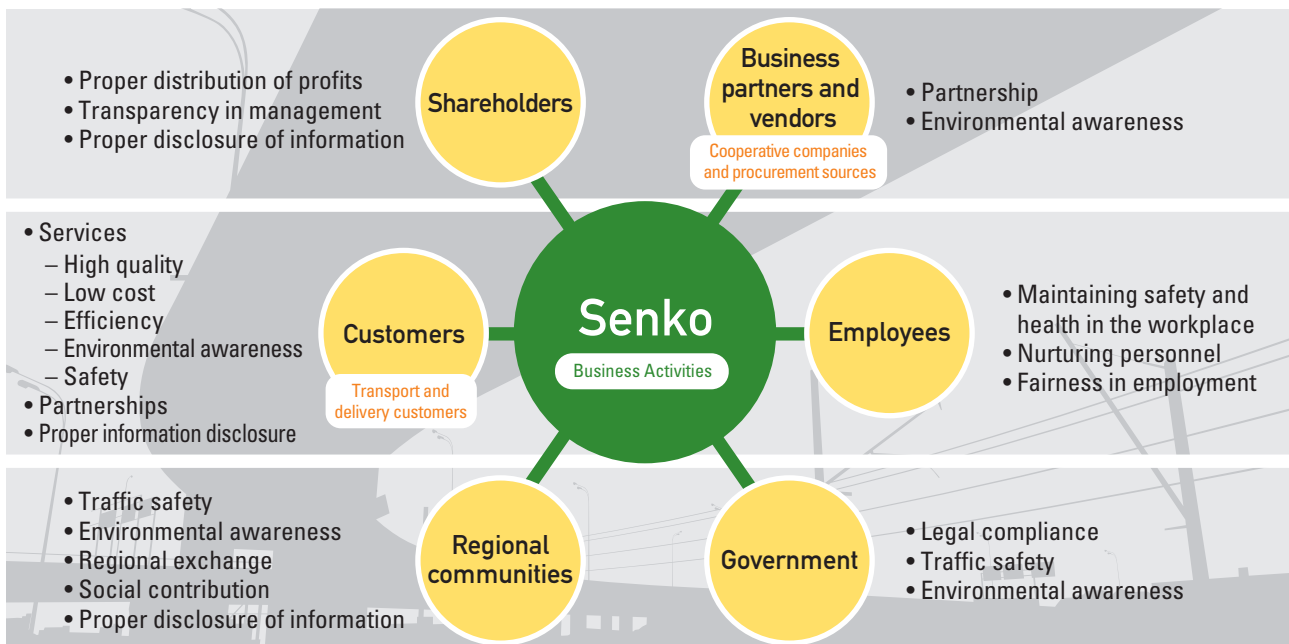 • Proper distribution of profits
• Transparency in management
• Proper disclosure of information
Shareholders
Business
partners and
vendors
Cooperative companies
and procurement sources
• Partnership
• Environmental awareness
• Services
– High quality
– Low cost
– Efficiency
– Environmental awareness
– Safety
• Partnerships
• Proper information disclosure
Customers
Transport and
delivery customers
Senko
Business Activities
Employees
• Maintaining safety and
health in the workplace
• Nurturing personnel
• Fairness in employment
• Traffic safety
• Environmental awareness
• Regional exchange
• Social contribution
• Proper disclosure of information
Regional
communities
Government
• Legal compliance
• Traffic safety
• Environmental awareness